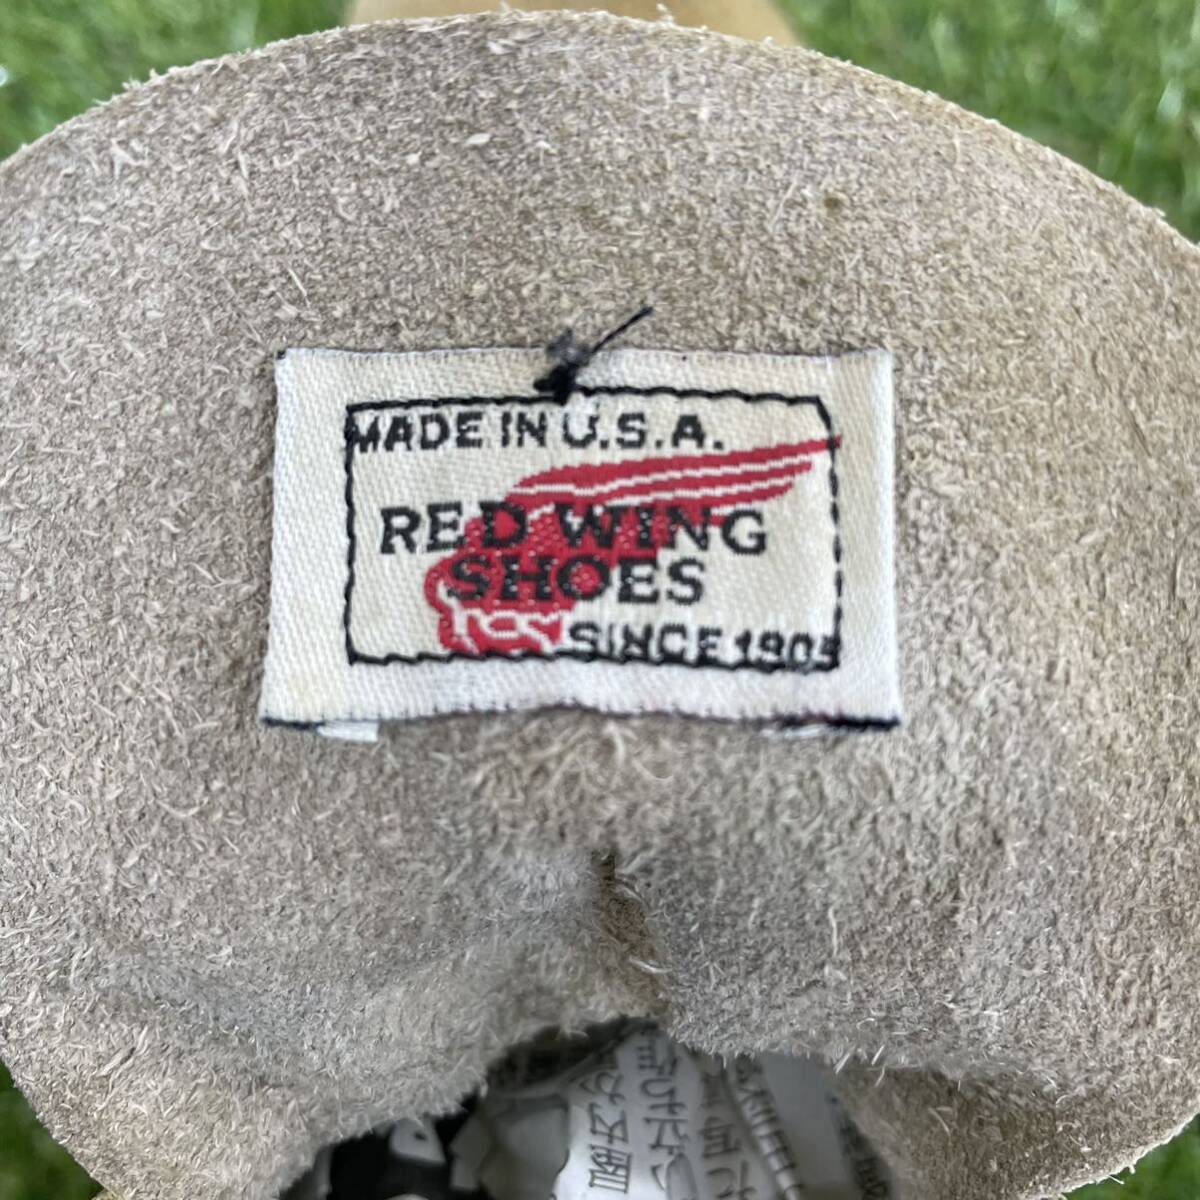 MADE IN U.S.A.
RED WING
SHOES
SINCE 1905